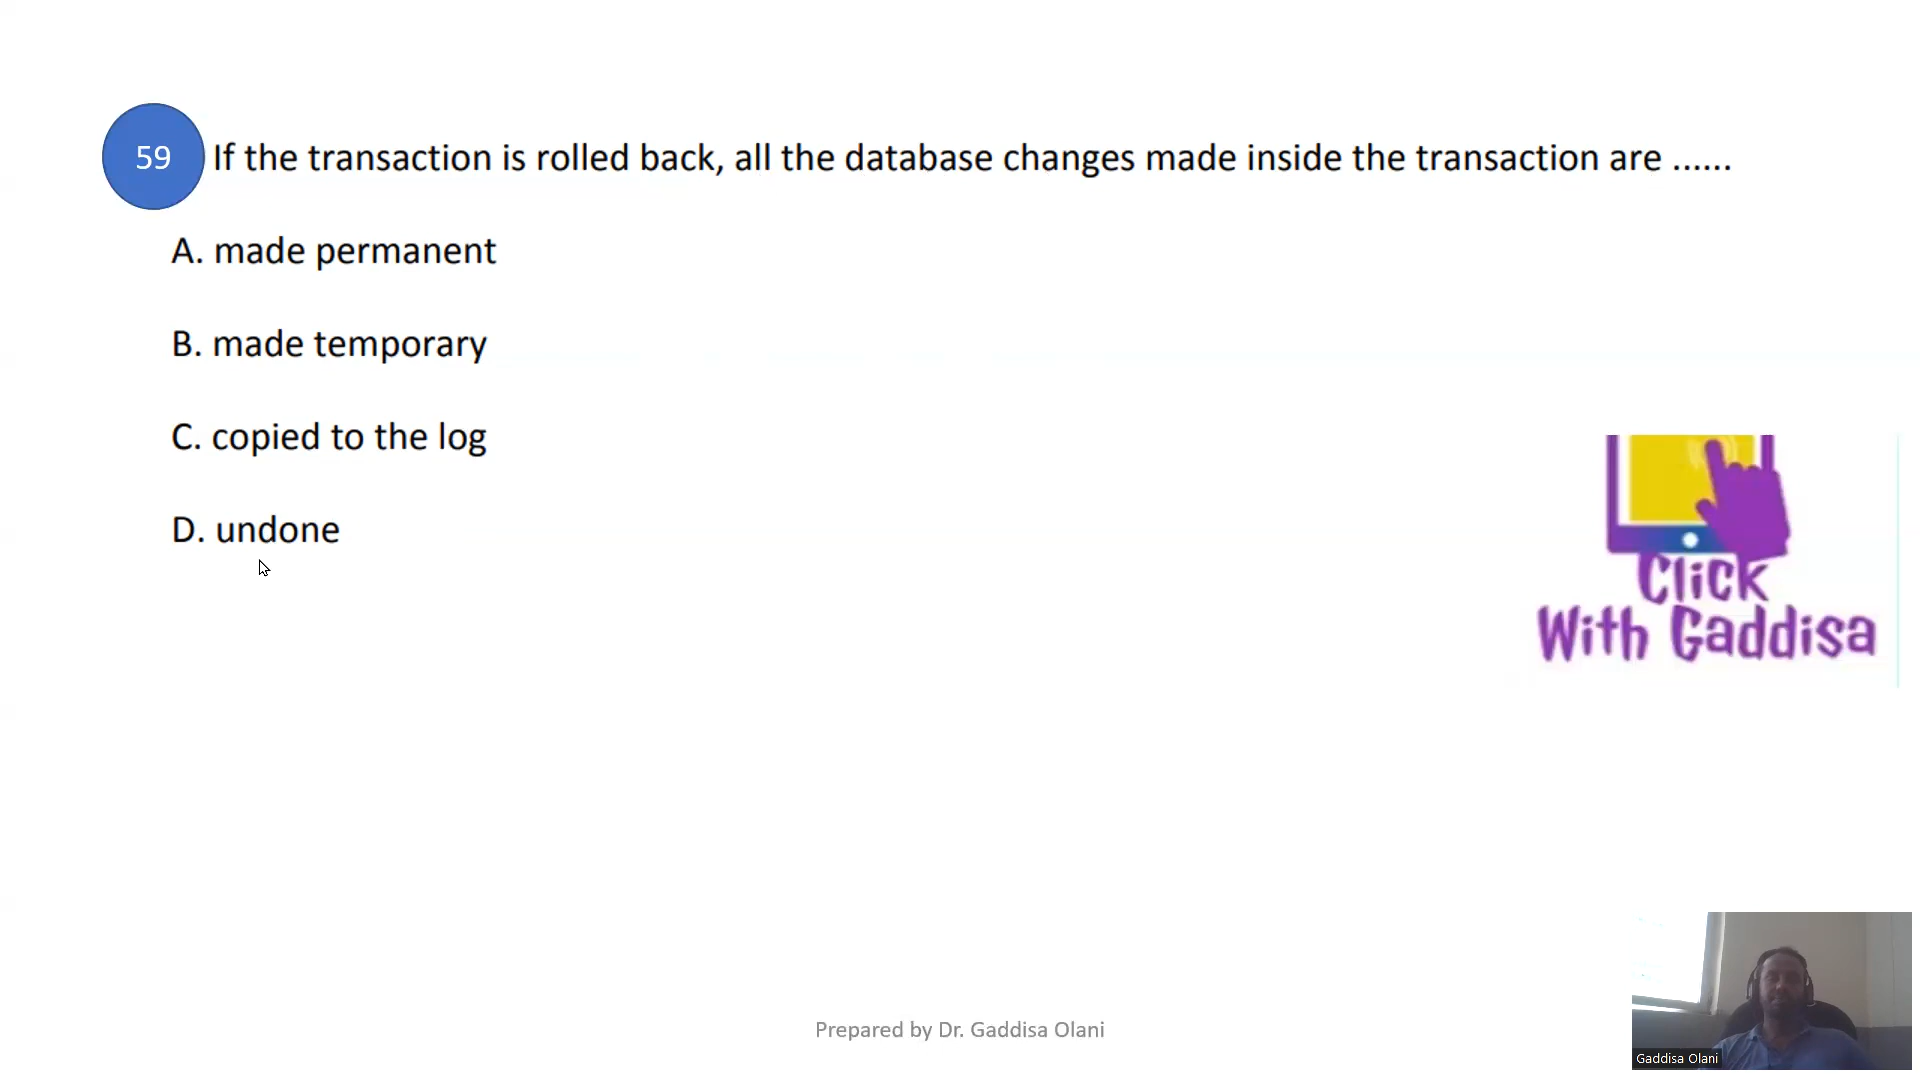 59 If the transaction is rolled back, all the database changes made inside the transaction are ......
A. made permanent
B. made temporary
C. copied to the log
D. undone
Click
With Gaddisa
Prepared by Dr. Gaddisa Olani
Gaddisa Olani